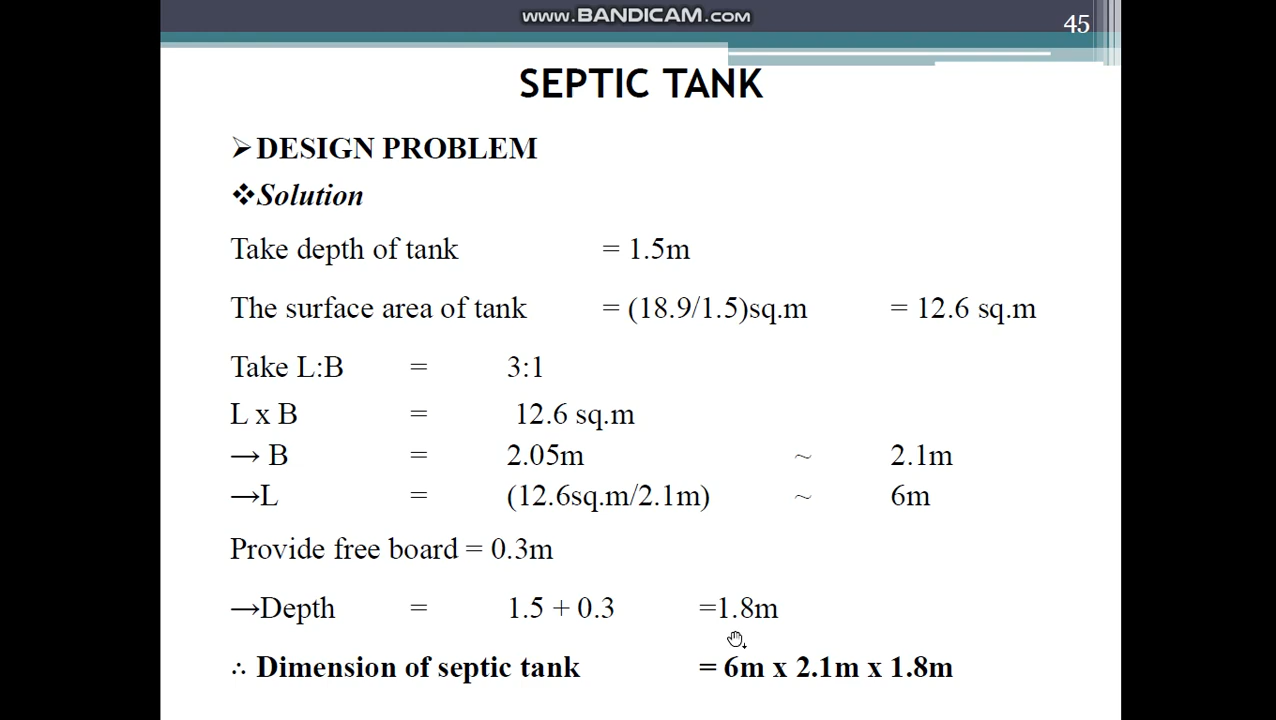 www.BANDICAM.com
45
SEPTIC TANK
➢DESIGN PROBLEM
❖Solution
Take depth of tank = 1.5m
The surface area of tank = (18.9/1.5)sq.m = 12.6 sq.m
Take L:B = 3:1
L x B = 12.6 sq.m
→ B = 2.05m ~ 2.1m
→L = (12.6sq.m/2.1m) ~ 6m
Provide free board = 0.3m
→Depth = 1.5 + 0.3 =1.8m
∴ Dimension of septic tank = 6m x 2.1m x 1.8m